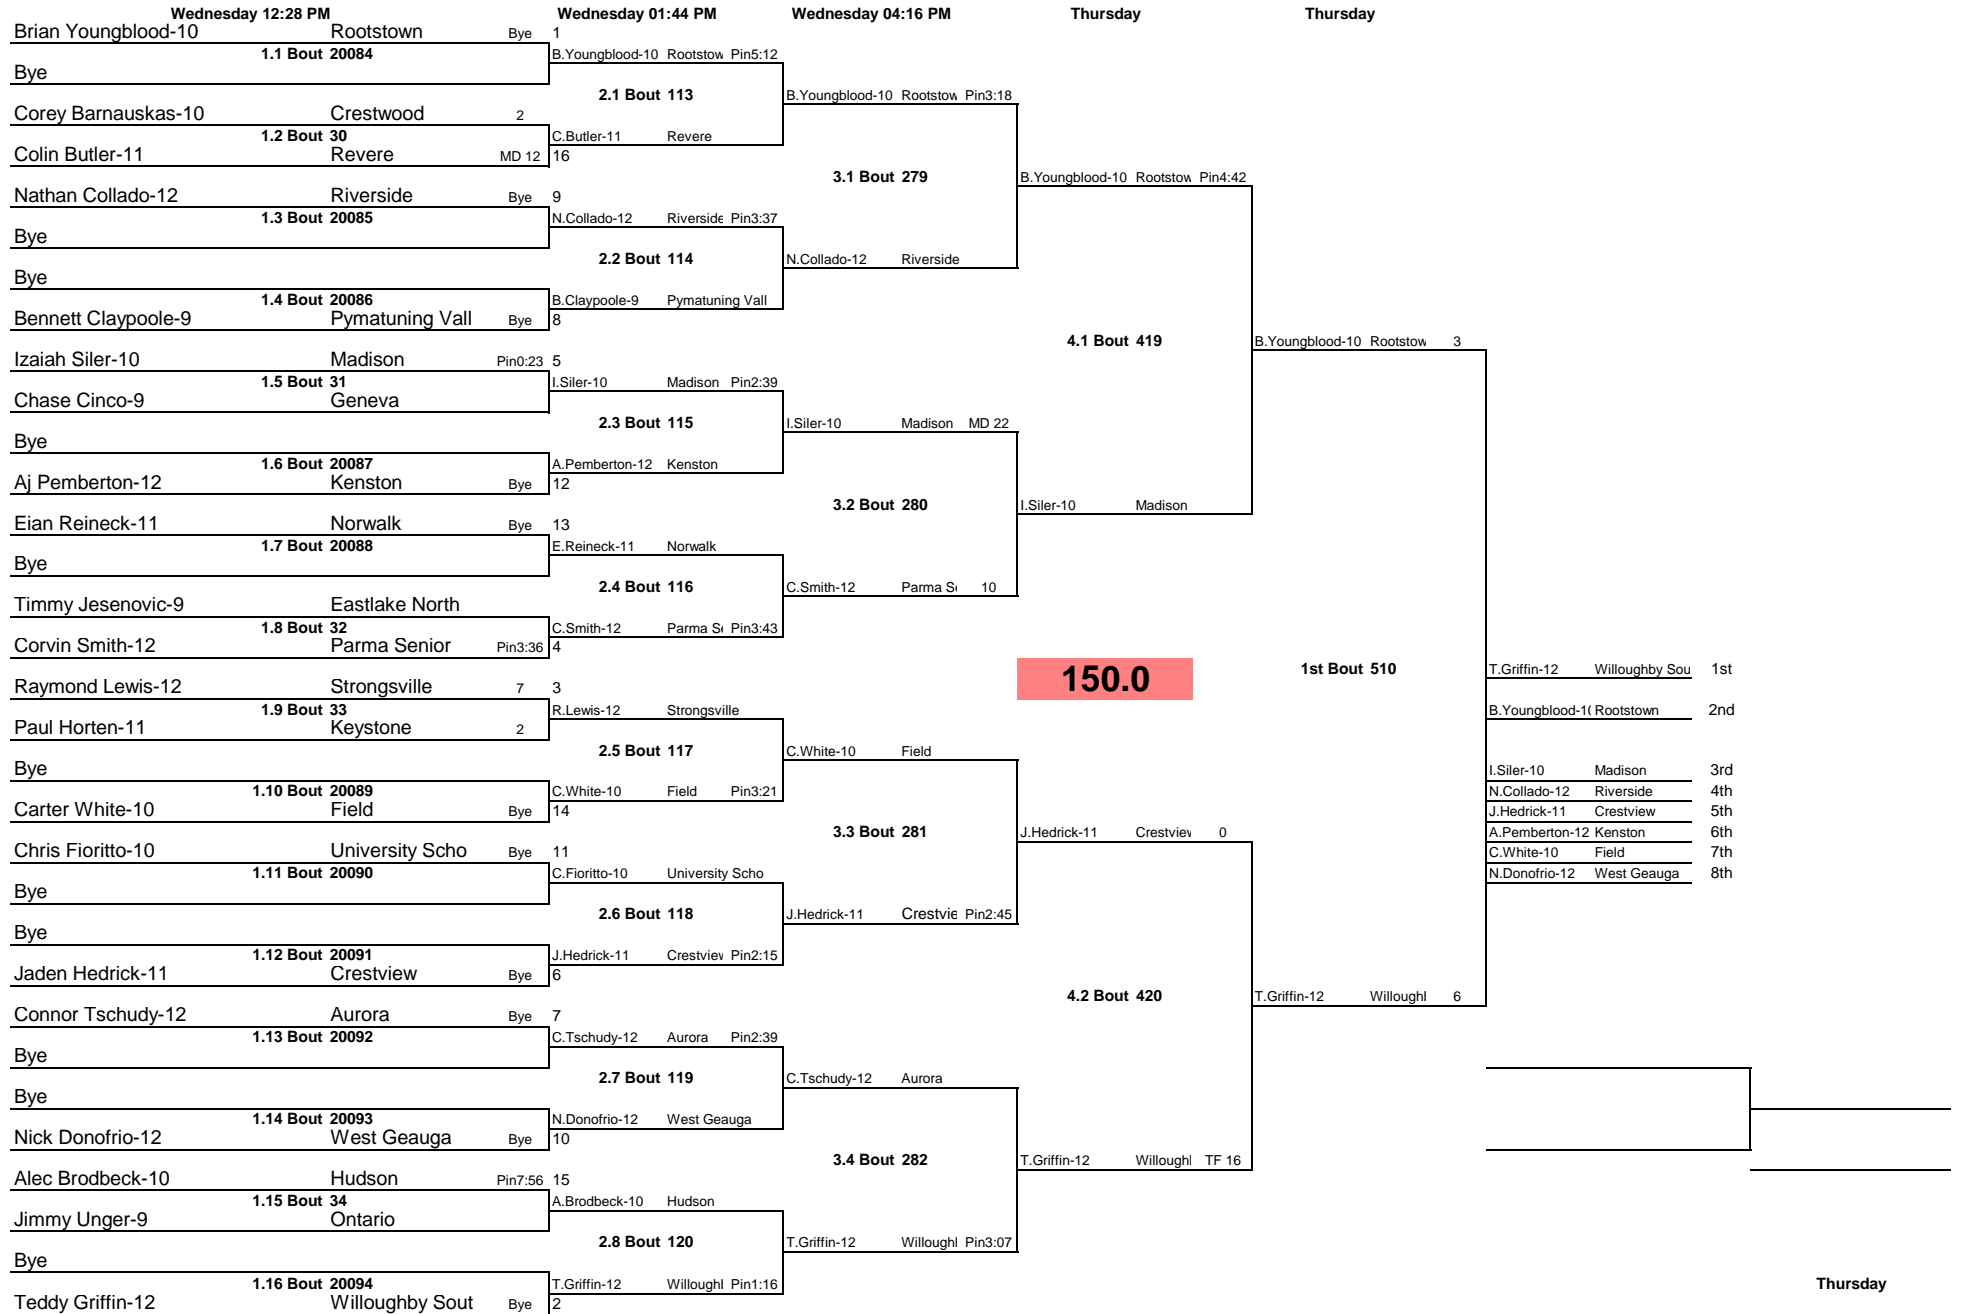 Wednesday 12:28 PM Wednesday 01:44 PM Wednesday 04:16 PM Thursday Thursday
Brian Youngblood-10 Rootstown Bye 1
1.1 Bout 20084
Bye
Corey Barnauskas-10 Crestwood 2
1.2 Bout 30
Colin Butler-11 Revere MD 12 16
Nathan Collado-12 Riverside Bye 9
1.3 Bout 20085
Bye
Bye
1.4 Bout 20086
Bennett Claypoole-9 Pymatuning Vall Bye 8
Izaiah Siler-10 Madison Pin0:23 5
1.5 Bout 31
Chase Cinco-9 Geneva
Bye
1.6 Bout 20087
Aj Pemberton-12 Kenston Bye 12
Eian Reineck-11 Norwalk Bye 13
1.7 Bout 20088
Bye
Timmy Jesenovic-9 Eastlake North
1.8 Bout 32
Corvin Smith-12 Parma Senior Pin3:36 4
Raymond Lewis-12 Strongsville 7 3
1.9 Bout 33
Paul Horten-11 Keystone 2
Bye
1.10 Bout 20089
Carter White-10 Field Bye 14
Chris Fioritto-10 University Scho Bye 11
1.11 Bout 20090
Bye
Bye
1.12 Bout 20091
Jaden Hedrick-11 Crestview Bye 6
Connor Tschudy-12 Aurora Bye 7
1.13 Bout 20092
Bye
Bye
1.14 Bout 20093
Nick Donofrio-12 West Geauga Bye 10
Alec Brodbeck-10 Hudson Pin7:56 15
1.15 Bout 34
Jimmy Unger-9 Ontario
Bye
1.16 Bout 20094
Teddy Griffin-12 Willoughby Sout Bye 2
B.Youngblood-10 Rootstow Pin5:12
2.1 Bout 113
C.Butler-11 Revere
N.Collado-12 Riverside Pin3:37
2.2 Bout 114
B.Claypoole-9 Pymatuning Vall
I.Siler-10 Madison Pin2:39
2.3 Bout 115
A.Pemberton-12 Kenston
E.Reineck-11 Norwalk
2.4 Bout 116
C.Smith-12 Parma Se Pin3:43
R.Lewis-12 Strongsville
2.5 Bout 117
C.White-10 Field Pin3:21
C.Fioritto-10 University Scho
2.6 Bout 118
J.Hedrick-11 Crestview Pin2:15
C.Tschudy-12 Aurora Pin2:39
2.7 Bout 119
N.Donofrio-12 West Geauga
A.Brodbeck-10 Hudson
2.8 Bout 120
T.Griffin-12 Willoughl Pin1:16
B.Youngblood-10 Rootstow Pin3:18
3.1 Bout 279
N.Collado-12 Riverside
I.Siler-10 Madison MD 22
3.2 Bout 280
C.Smith-12 Parma Se 10
C.White-10 Field
3.3 Bout 281
J.Hedrick-11 Crestvie Pin2:45
C.Tschudy-12 Aurora
3.4 Bout 282
T.Griffin-12 Willoughl Pin3:07
B.Youngblood-10 Rootstow Pin4:42
4.1 Bout 419
I.Siler-10 Madison
150.0
J.Hedrick-11 Crestview 0
4.2 Bout 420
T.Griffin-12 Willoughl TF 16
B.Youngblood-10 Rootstow 3
1st Bout 510
T.Griffin-12 Willoughl 6
T.Griffin-12 Willoughby Sou 1st
B.Youngblood-1( Rootstown 2nd
I.Siler-10 Madison 3rd
N.Collado-12 Riverside 4th
J.Hedrick-11 Crestview 5th
A.Pemberton-12 Kenston 6th
C.White-10 Field 7th
N.Donofrio-12 West Geauga 8th
Thursday